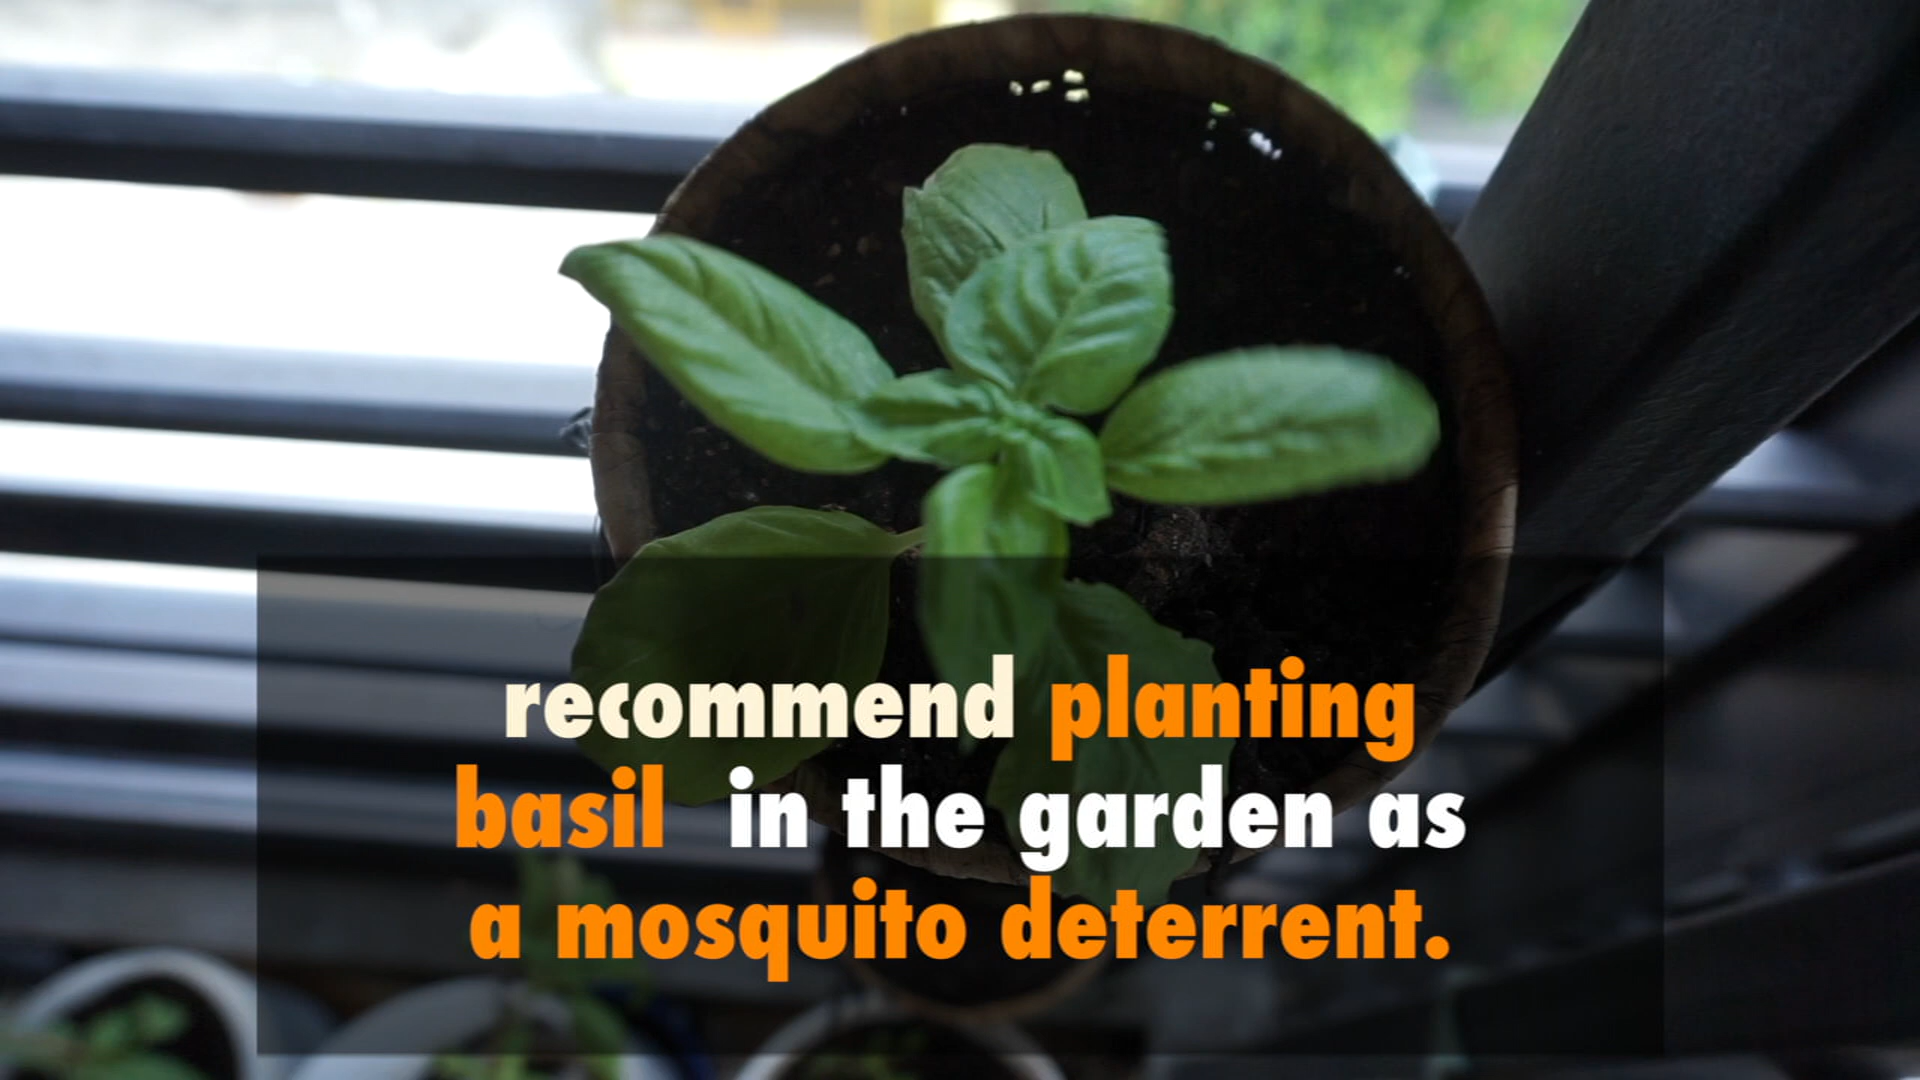 recommend planting
basil in the garden as
a mosquito deterrent.